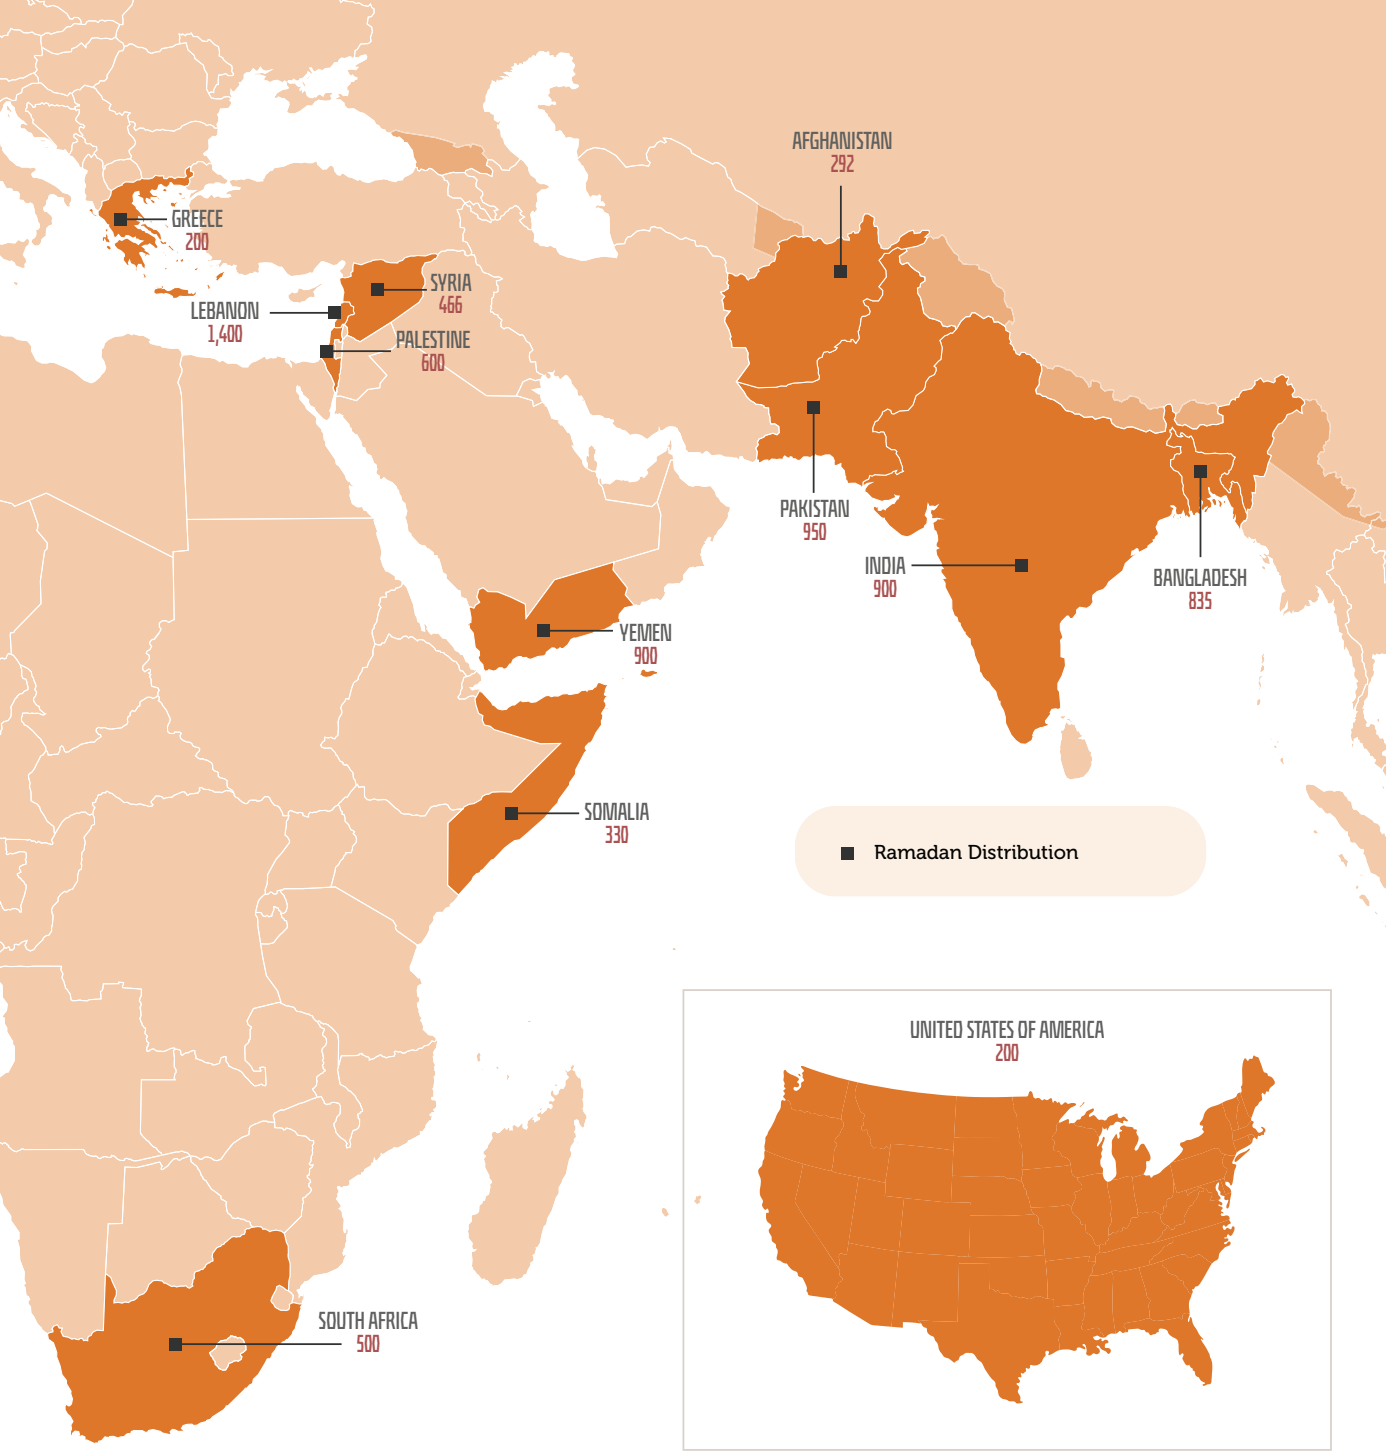 AFGHANISTAN
292
GREECE
200
SYRIA
466
LEBANON
1,400
PALESTINE
600
PAKISTAN
950
INDIA
900
BANGLADESH
835
YEMEN
900
SOMALIA
330
Ramadan Distribution
UNITED STATES OF AMERICA
200
SOUTH AFRICA
500